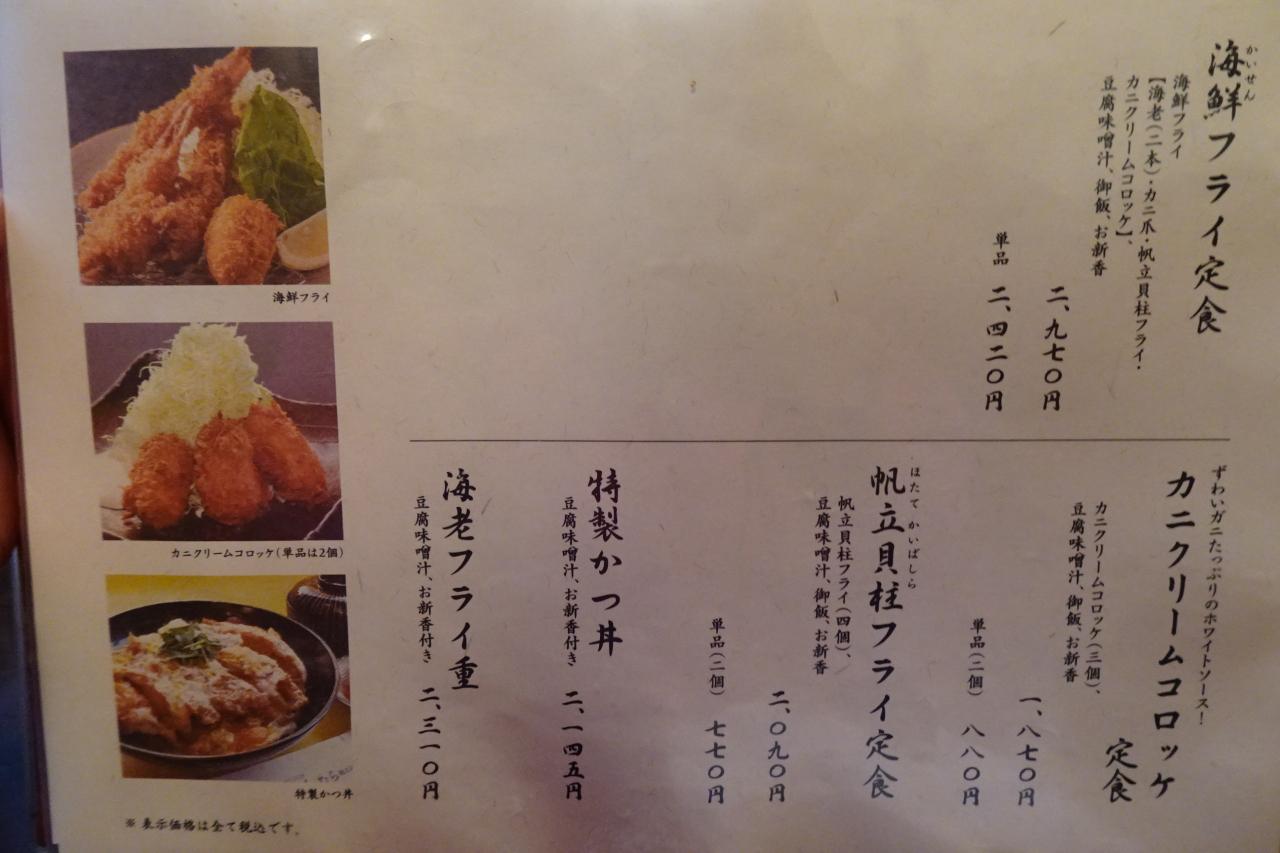 海鮮フライ定食
かいせん
海鮮フライ
【海老(二本)・カニ爪・帆立貝柱フライ・
カニクリームコロッケ】、
豆腐味噌汁、御飯、お新香
二、九七〇円
単品 二、四二〇円
ずわいガニたっぷりのホワイトソース!
カニクリームコロッケ
定食
カニクリームコロッケ(三個)、
豆腐味噌汁、御飯、お新香
一、八七〇円
単品(二個) 八八〇円
帆立貝柱フライ定食
ほたて かいばしら
帆立貝柱フライ(四個)、
豆腐味噌汁、御飯、お新香
二、〇九〇円
単品(二個) 七七〇円
特製かつ丼
豆腐味噌汁、お新香付き 二、一四五円
海老フライ重
豆腐味噌汁、お新香付き 二、三一〇円
海鮮フライ
カニクリームコロッケ(単品は2個)
特製かつ丼
※ 表示価格は全て税込です。